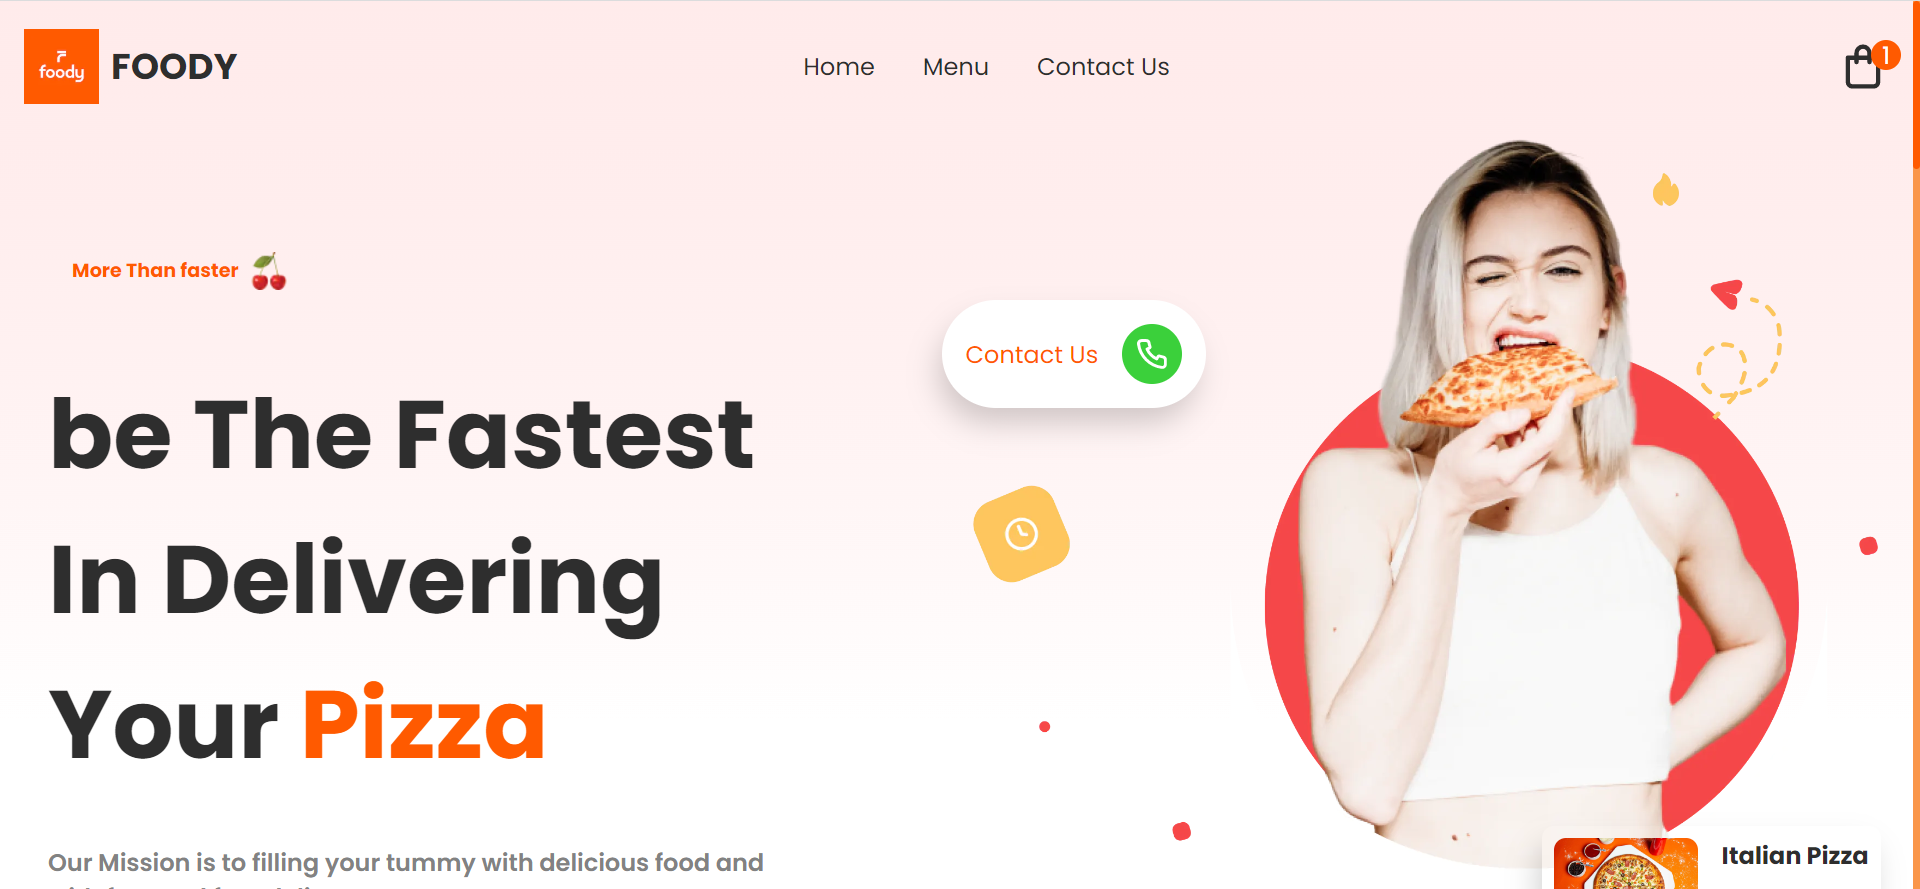 foody
FOODY
Home
Menu
Contact Us
1
More Than faster
Contact Us
be The Fastest
In Delivering
Your Pizza
Our Mission is to filling your tummy with delicious food and
Italian Pizza